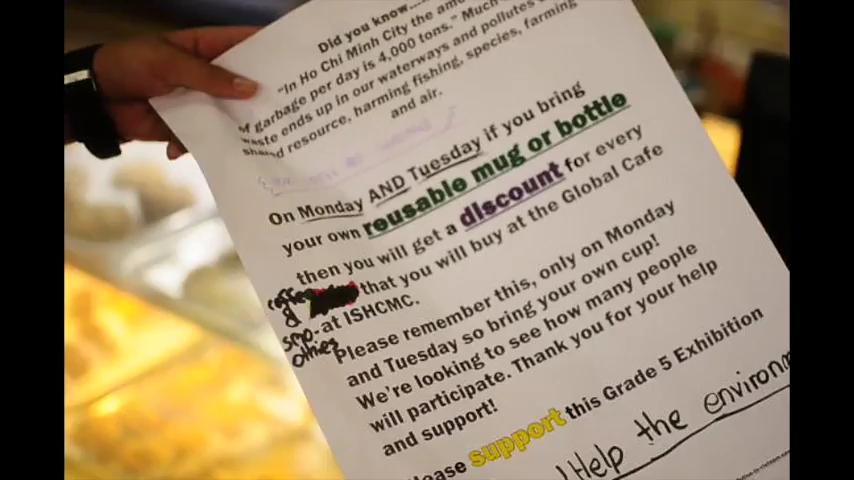 Did you know....
"In Ho Chi Minh City the am
of garbage per day is 4,000 tons." Much
waste ends up in our waterways and pollutes
shared resource, harming fishing, species, farming
and air.
On Monday AND Tuesday if you bring
your own reusable mug or bottle
then you will get a discount for every
coffee that you will buy at the Global Cafe
& at ISHCMC.
smo-
others
Please remember this, only on Monday
and Tuesday so bring your own cup!
We're looking to see how many people
will participate. Thank you for your help
and support!
lease support this Grade 5 Exhibition
Help the environm